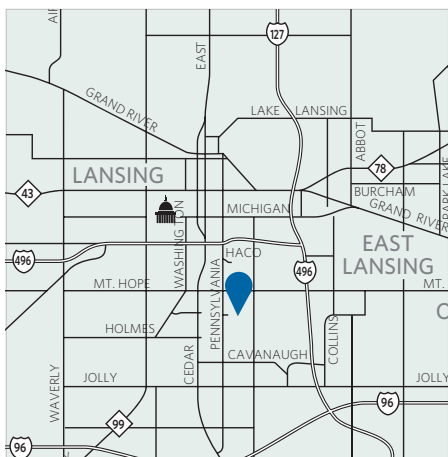 AIR
127
EAST
GRAND RIVER
LAKE LANSING
ABBOT
78
LANSING
43
BURCHAM
PARK LAKE
GRAND RIVER
MICHIGAN
WASHINGTON
EAST
LANSING
HACO
496
496
MT. HOPE
MT.
PENNSYLVANIA
HOLMES
CAVANAUGH
COLLINS
CEDAR
JOLLY
JOLLY
WAVERLY
96
99
96